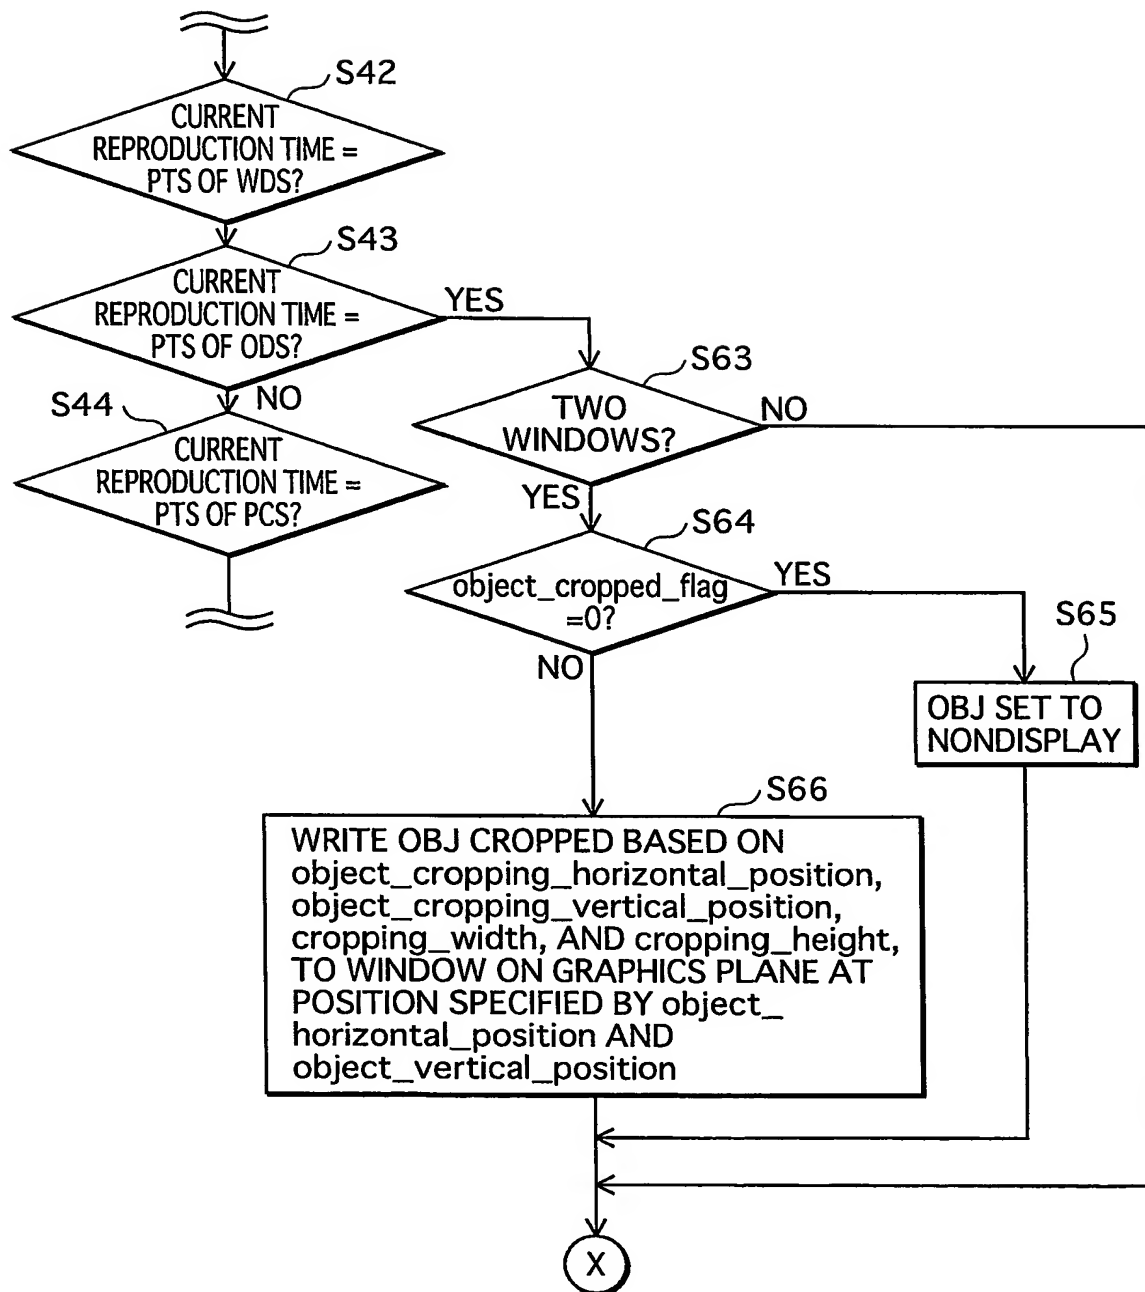 S42
CURRENT
REPRODUCTION TIME =
PTS OF WDS?
S43
CURRENT
REPRODUCTION TIME =
PTS OF ODS?
YES
NO
S44
CURRENT
REPRODUCTION TIME =
PTS OF PCS?
S63
TWO
WINDOWS?
NO
YES
S64
object_cropped_flag
=0?
YES
NO
S65
OBJ SET TO
NONDISPLAY
S66
WRITE OBJ CROPPED BASED ON
object_cropping_horizontal_position,
object_cropping_vertical_position,
cropping_width, AND cropping_height,
TO WINDOW ON GRAPHICS PLANE AT
POSITION SPECIFIED BY object_
horizontal_position AND
object_vertical_position
X